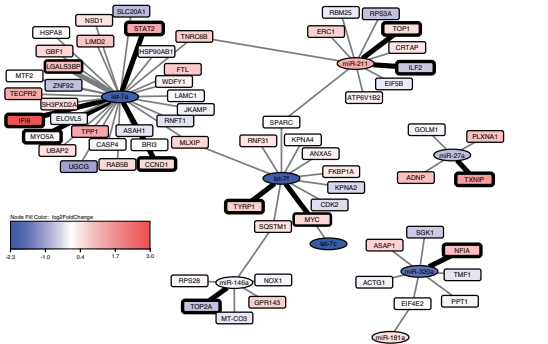 SLC20A1
NSD1
STAT2
HSPA8
LIMD2
TNRC6B
GBF1
HSP90AB1
LGALS3BP
FTL
MTF2
ZNF92
WDFY1
TECPR2
let-7a
LAMC1
SH3PXD2A
JKAMP
IFI6
ELOVL5
RNFT1
TPP1
ASAH1
MYO5A
CASP4
BRI3
MLXIP
UBAP2
UGCG
RAB5B
CCND1
RBM25
RPS3A
ERC1
TOP1
CRTAP
miR-211
ILF2
EIF5B
ATP6V1B2
SPARC
RNF31
KPNA4
ANXA5
FKBP1A
let-7f
KPNA2
CDK2
TYRP1
MYC
SQSTM1
let-7c
GOLM1
PLXNA1
miR-27a
ADNP
TXNIP
Node Fill Color: log2FoldChange
-2.3
-1.0
0.4
1.7
3.0
RPS28
NOX1
miR-146a
TOP2A
GPR143
MT-CO3
SGK1
ASAP1
NFIA
miR-320a
TMF1
ACTG1
EIF4E2
PPT1
miR-181a